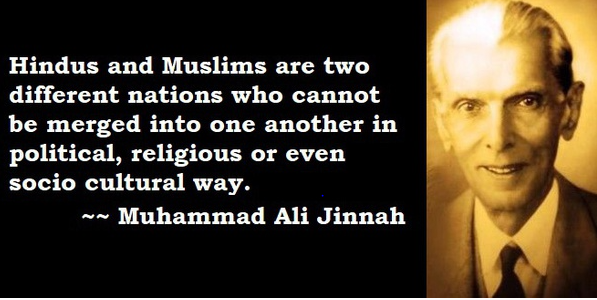 Hindus and Muslims are two
different nations who cannot
be merged into one another in
political, religious or even
socio cultural way.
~~ Muhammad Ali Jinnah